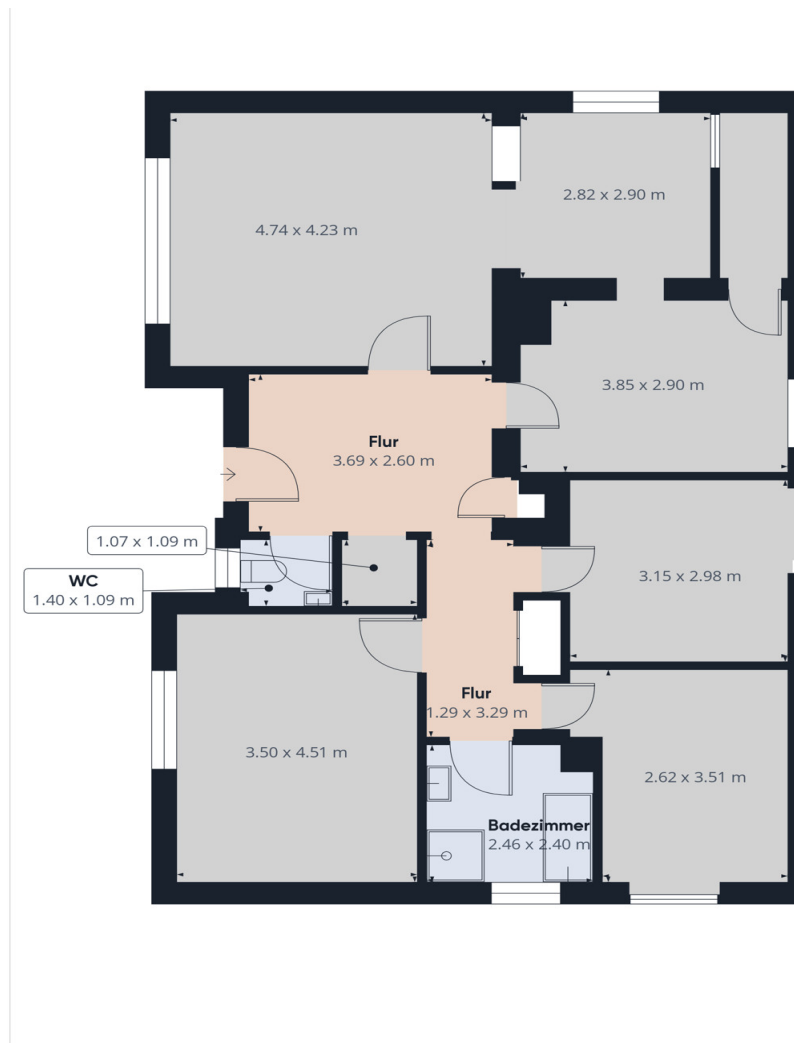 2.82 x 2.90 m
4.74 x 4.23 m
3.85 x 2.90 m
Flur
3.69 x 2.60 m
1.07 x 1.09 m
WC
1.40 x 1.09 m
3.15 x 2.98 m
Flur
1.29 x 3.29 m
3.50 x 4.51 m
2.62 x 3.51 m
Badezimmer
2.46 x 2.40 m